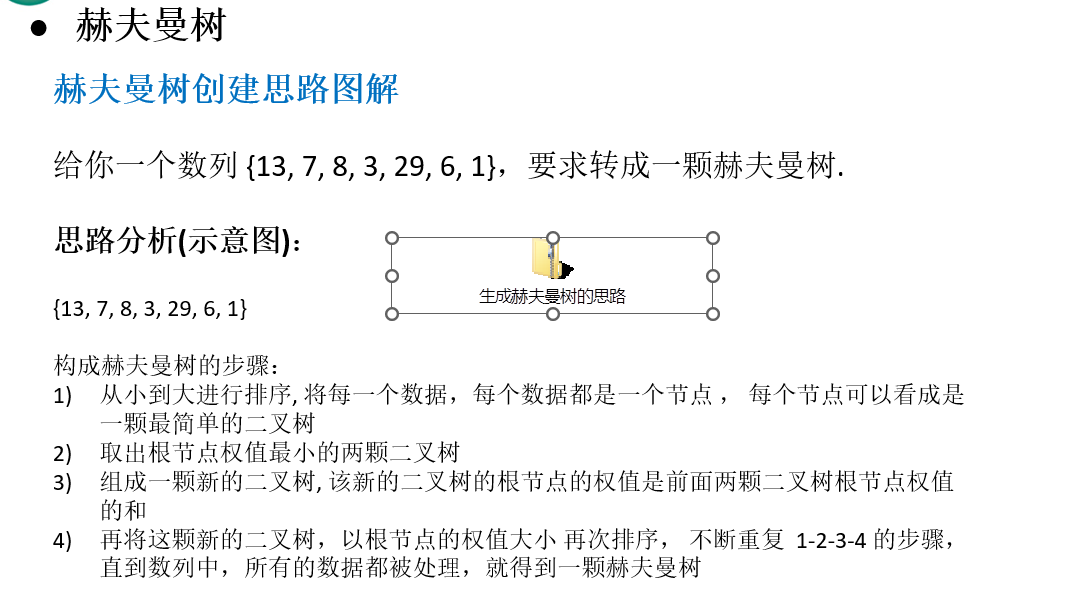 ● 赫夫曼树
赫夫曼树创建思路图解
给你一个数列 {13, 7, 8, 3, 29, 6, 1}，要求转成一颗赫夫曼树.
思路分析(示意图)：
生成赫夫曼树的思路
{13, 7, 8, 3, 29, 6, 1}
构成赫夫曼树的步骤：
1) 从小到大进行排序, 将每一个数据，每个数据都是一个节点 ， 每个节点可以看成是
一颗最简单的二叉树
2) 取出根节点权值最小的两颗二叉树
3) 组成一颗新的二叉树, 该新的二叉树的根节点的权值是前面两颗二叉树根节点权值
的和
4) 再将这颗新的二叉树，以根节点的权值大小 再次排序， 不断重复 1-2-3-4 的步骤，
直到数列中，所有的数据都被处理，就得到一颗赫夫曼树